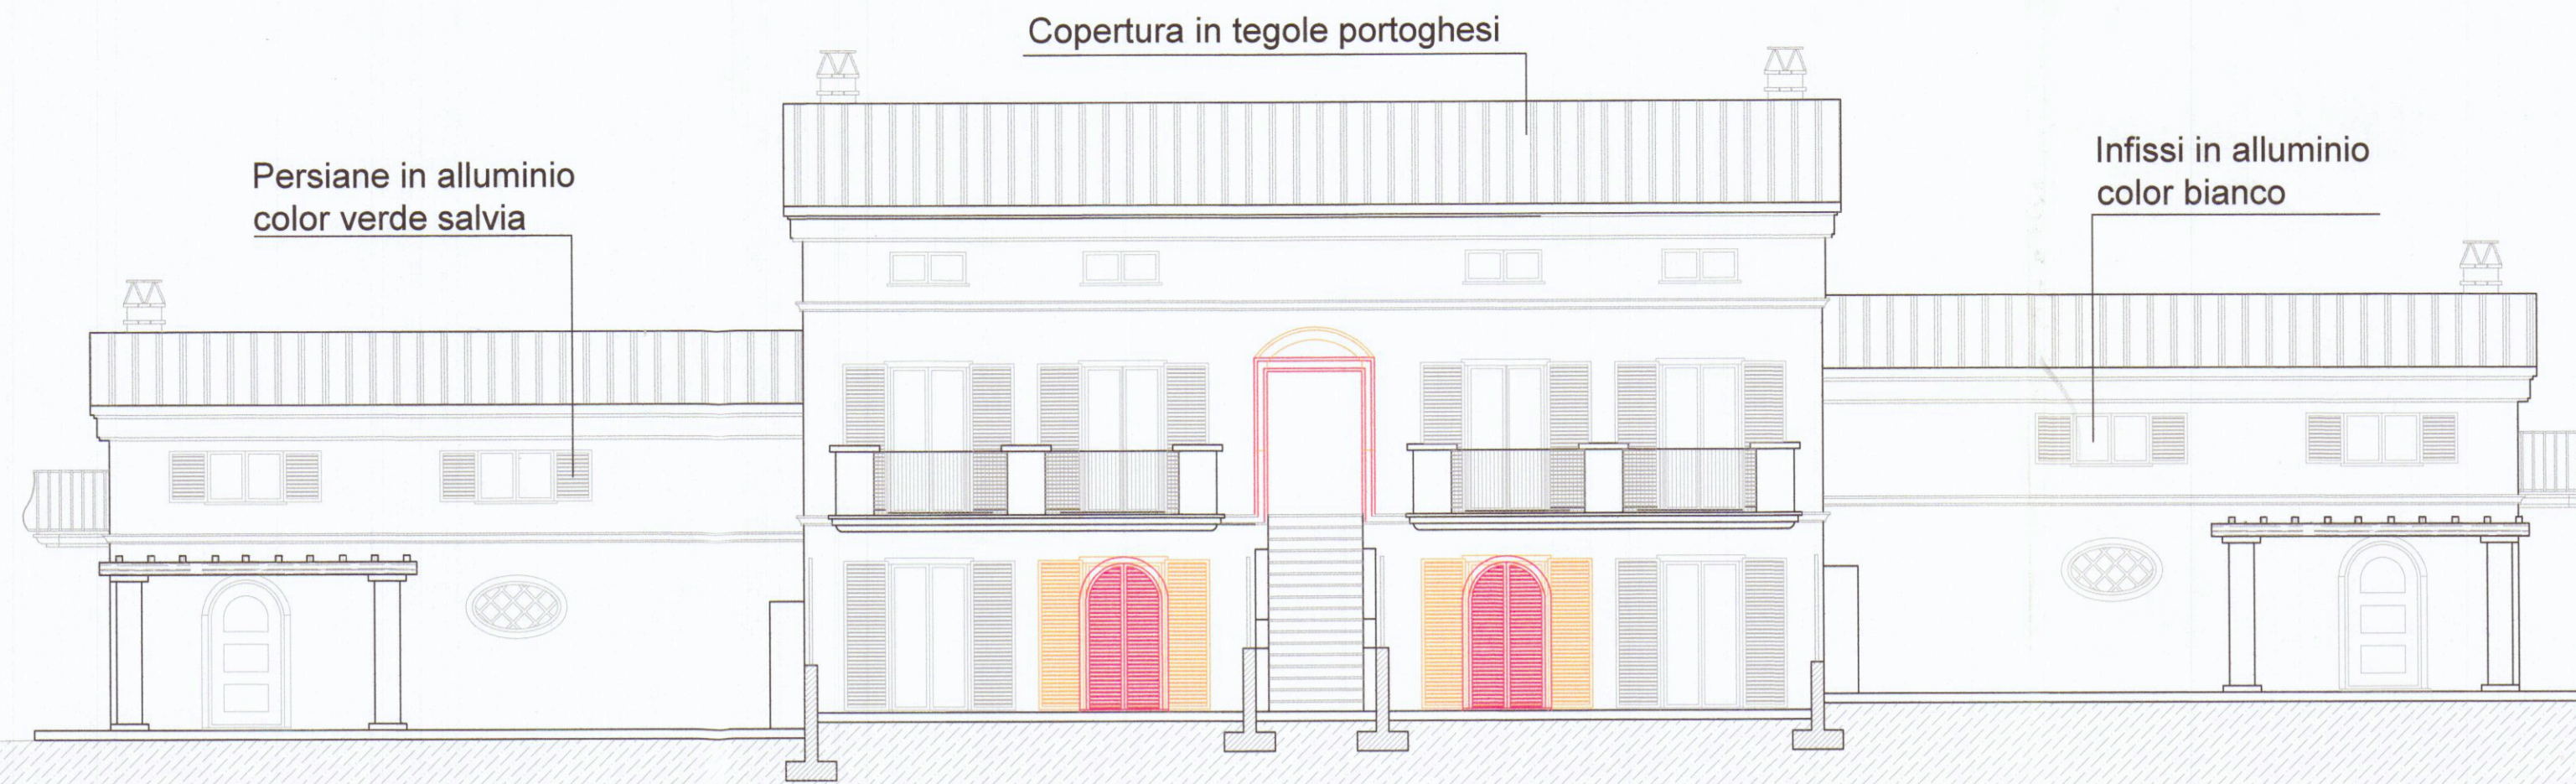 Copertura in tegole portoghesi
Persiane in alluminio
color verde salvia
Infissi in alluminio
color bianco